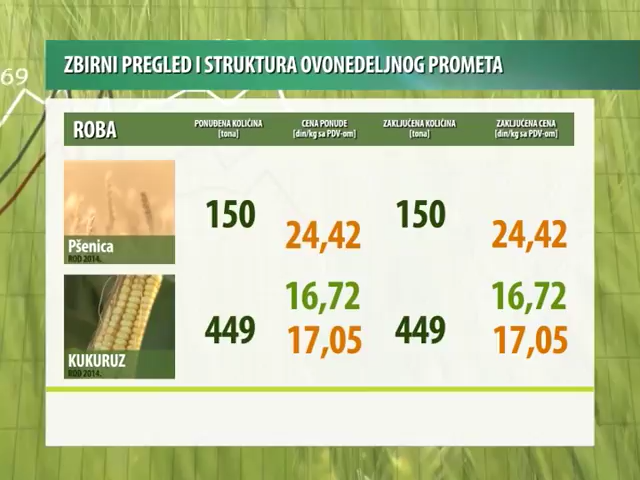 69
ZBIRNI PREGLED I STRUKTURA OVONEDELJNOG PROMETA
ROBA
PONUĐENA KOLIČINA
[tona]
CENA PONUDE
[din/kg sa PDV-om]
ZAKLJUČENA KOLIČINA
[tona]
ZAKLJUČENA CENA
[din/kg sa PDV-om]
Pšenica
ROD 2014.
150
24,42
150
24,42
KUKURUZ
ROD 2014.
449
16,72
17,05
449
16,72
17,05